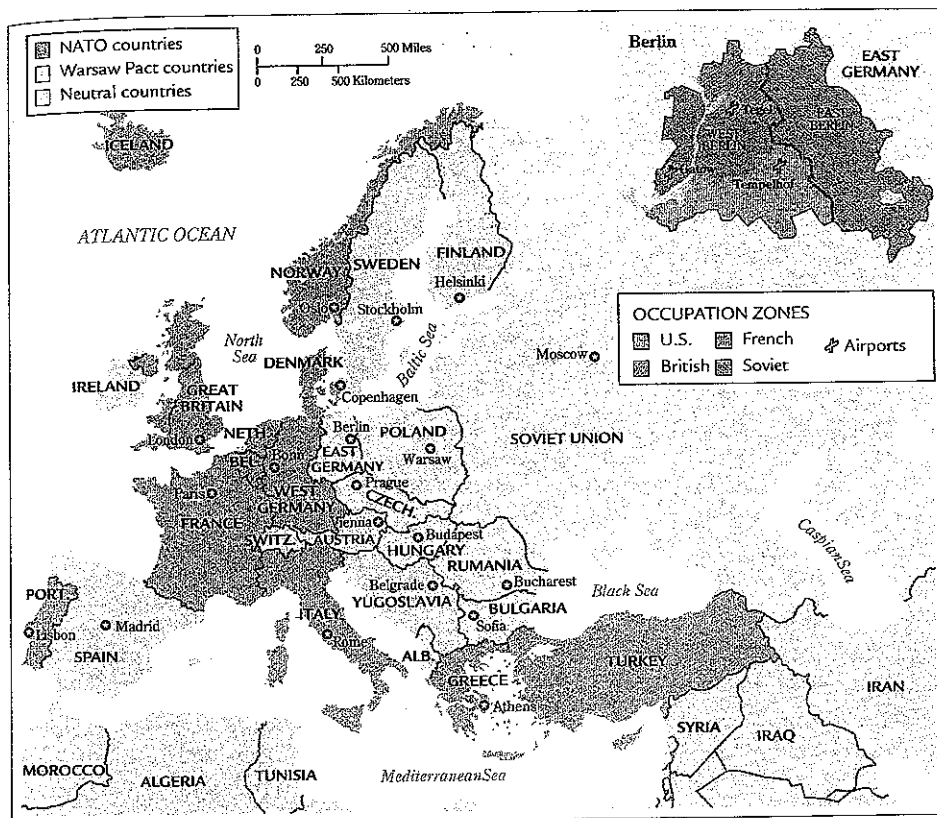 NATO countries
Warsaw Pact countries
Neutral countries
0 250 500 Miles
0 250 500 Kilometers
Berlin
EAST
GERMANY
Tegel
WEST
BERLIN
EAST
BERLIN
Gatow
Tempelhof
ICELAND
ATLANTIC OCEAN
NORWAY
SWEDEN
FINLAND
Helsinki
Oslo
Stockholm
North
Sea
Baltic Sea
Moscow
OCCUPATION ZONES
U.S.
French
British
Soviet
Airports
IRELAND
GREAT
BRITAIN
London
DENMARK
Copenhagen
NETH.
BEL.
Bonn
Berlin
EAST
GERMANY
POLAND
Warsaw
SOVIET UNION
Paris
FRANCE
WEST
GERMANY
Prague
CZECH.
Vienna
SWITZ.
AUSTRIA
Budapest
HUNGARY
RUMANIA
Belgrade
YUGOSLAVIA
Bucharest
BULGARIA
Sofia
Black Sea
CaspianSea
PORT.
Lisbon
Madrid
SPAIN
ITALY
Rome
ALB.
GREECE
Athens
TURKEY
SYRIA
IRAQ
IRAN
MOROCCO
ALGERIA
TUNISIA
MediterraneanSea